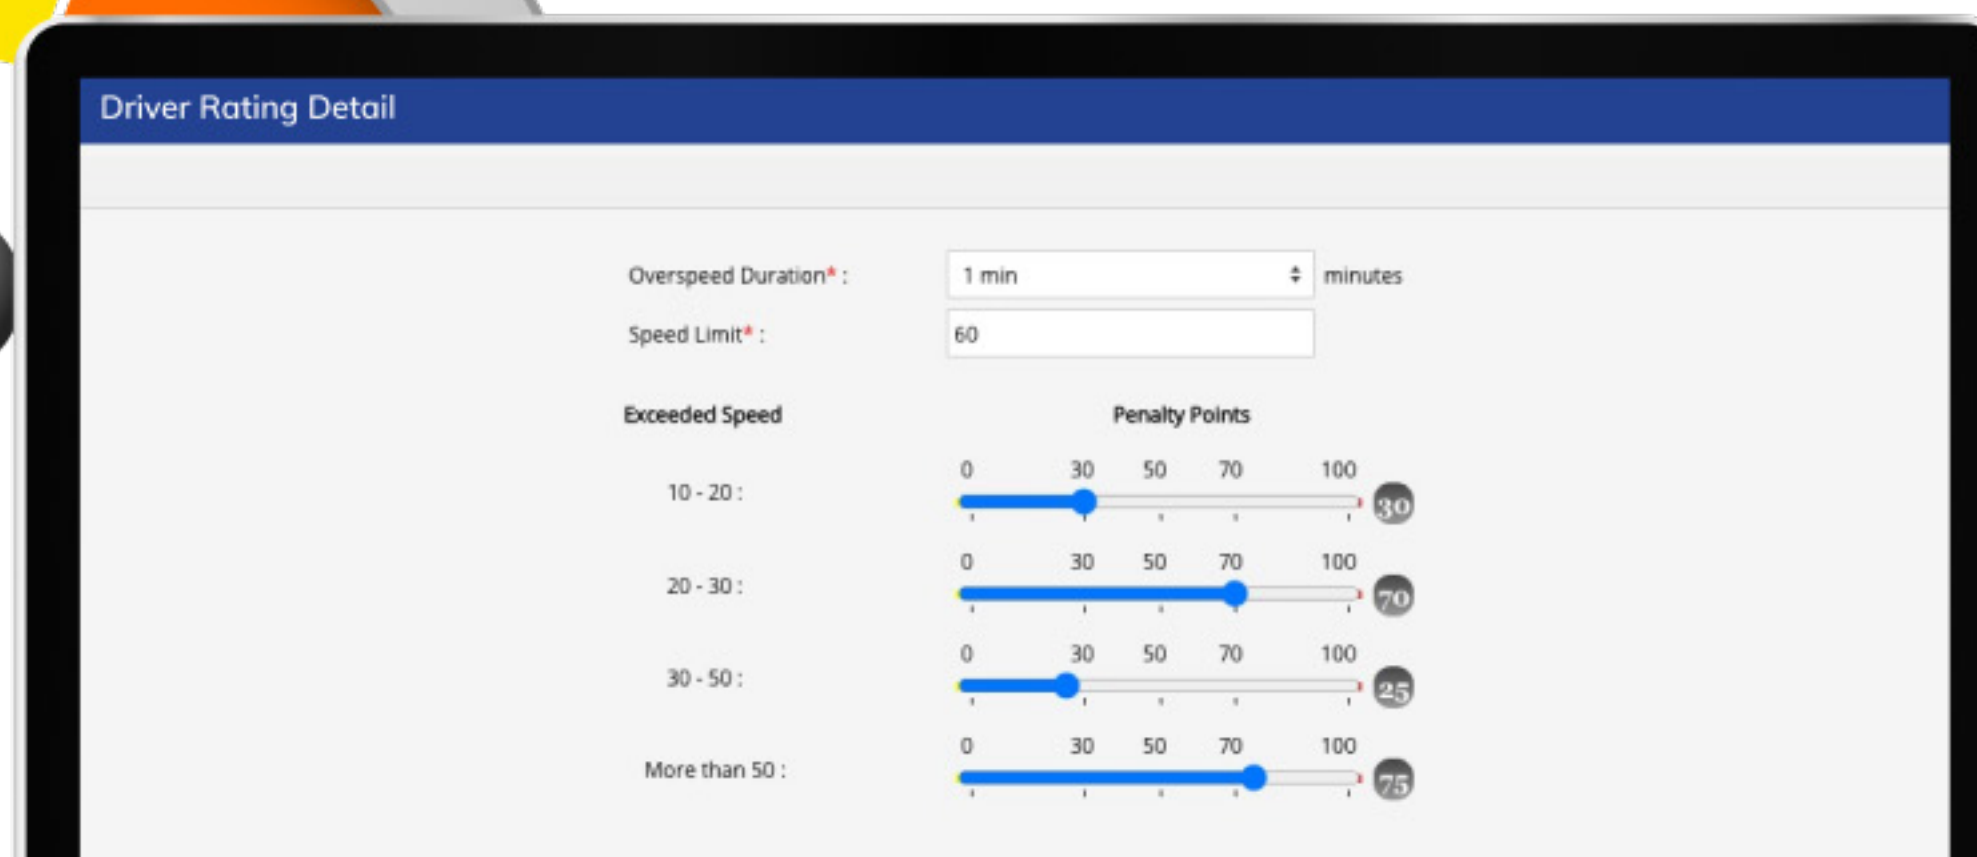 Driver Rating Detail
Overspeed Duration* : 1 min minutes
Speed Limit* : 60
Exceeded Speed Penalty Points
0 30 50 70 100
10 - 20 : 30
0 30 50 70 100
20 - 30 : 70
0 30 50 70 100
30 - 50 : 25
0 30 50 70 100
More than 50 : 75